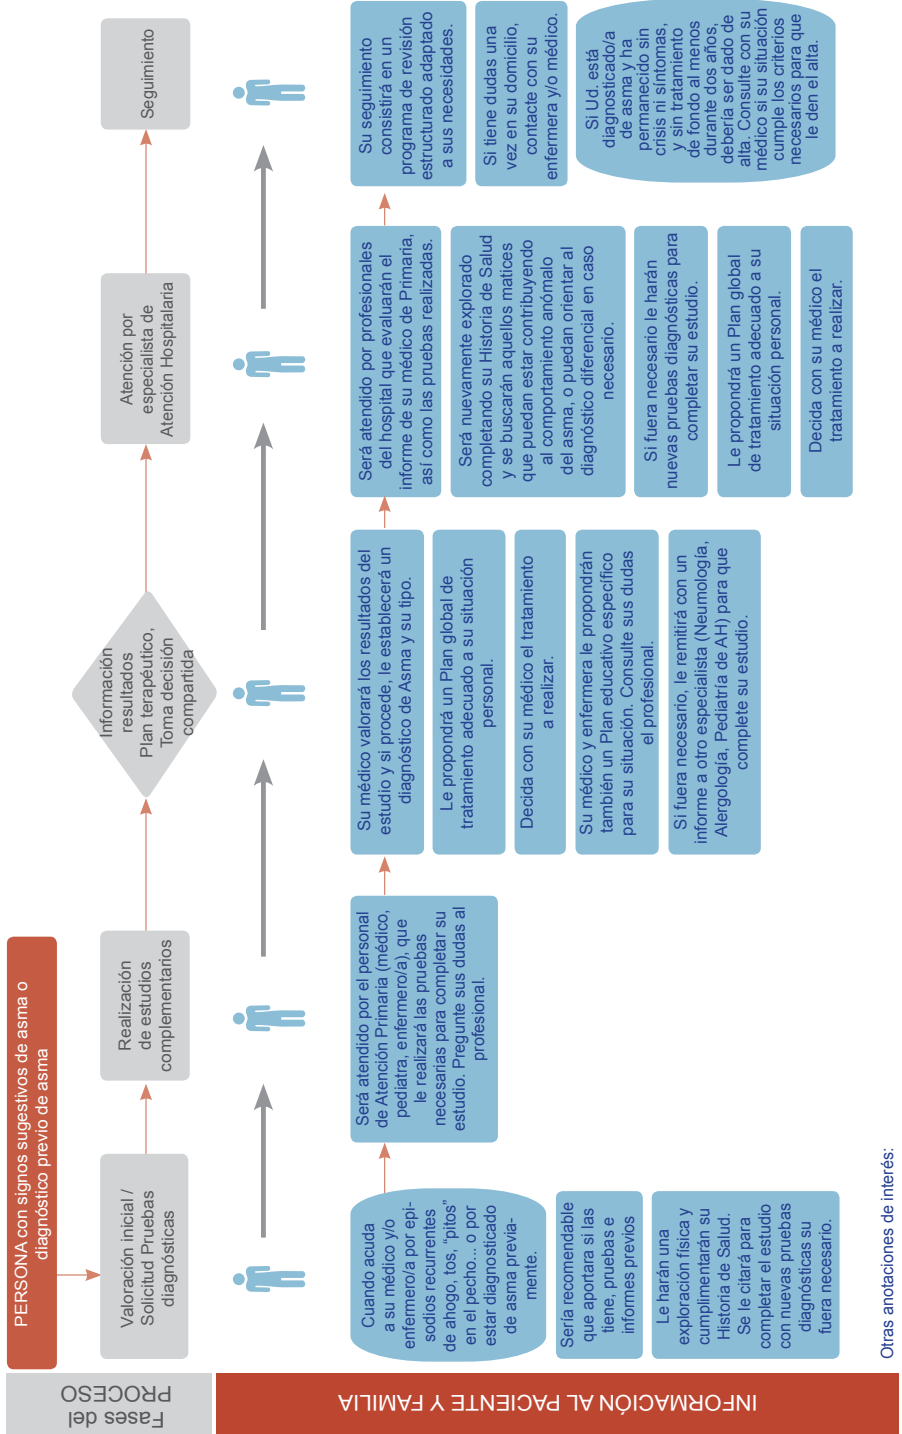 Fases del
PROCESO
PERSONA con signos sugestivos de asma o
diagnóstico previo de asma
Valoración inicial /
Solicitud Pruebas
diagnósticas
Realización
de estudios
complementarios
Información
resultados
Plan terapéutico,
Toma decisión
compartida
Atención por
especialista de
Atención Hospitalaria
Seguimiento
INFORMACIÓN AL PACIENTE Y FAMILIA
Cuando acuda
a su médico y/o
enfermero/a por epi-
sodios recurrentes
de ahogo, tos, “pitos”
en el pecho... o por
estar diagnosticado
de asma previa-
mente.
Sería recomendable
que aportara si las
tiene, pruebas e
informes previos
Le harán una
exploración física y
cumplimentarán su
Historia de Salud.
Se le citará para
completar el estudio
con nuevas pruebas
diagnósticas su
fuera necesario.
Será atendido por el personal
de Atención Primaria (médico,
pediatra, enfermero/a), que
le realizará las pruebas
necesarias para completar su
estudio. Pregunte sus dudas al
profesional.
Su médico valorará los resultados del
estudio y si procede, le establecerá un
diagnóstico de Asma y su tipo.
Le propondrá un Plan global de
tratamiento adecuado a su situación
personal.
Decida con su médico el tratamiento
a realizar.
Su médico y enfermera le propondrán
también un Plan educativo específico
para su situación. Consulte sus dudas
el profesional.
Si fuera necesario, le remitirá con un
informe a otro especialista (Neumología,
Alergología, Pediatría de AH) para que
complete su estudio.
Será atendido por profesionales
del hospital que evaluarán el
informe de su médico de Primaria,
así como las pruebas realizadas.
Será nuevamente explorado
completando su Historia de Salud
y se buscarán aquellos matices
que puedan estar contribuyendo
al comportamiento anómalo
del asma, o puedan orientar al
diagnóstico diferencial en caso
necesario.
Si fuera necesario le harán
nuevas pruebas diagnósticas para
completar su estudio.
Le propondrá un Plan global
de tratamiento adecuado a su
situación personal.
Decida con su médico el
tratamiento a realizar.
Su seguimiento
consistirá en un
programa de revisión
estructurado adaptado
a sus necesidades.
Si tiene dudas una
vez en su domicilio,
contacte con su
enfermera y/o médico.
Si Ud. está
diagnosticado/a
de asma y ha
permanecido sin
crisis ni síntomas,
y sin tratamiento
de fondo al menos
durante dos años,
debería ser dado de
alta. Consulte con su
médico si su situación
cumple los criterios
necesarios para que
le den el alta.
Otras anotaciones de interés: